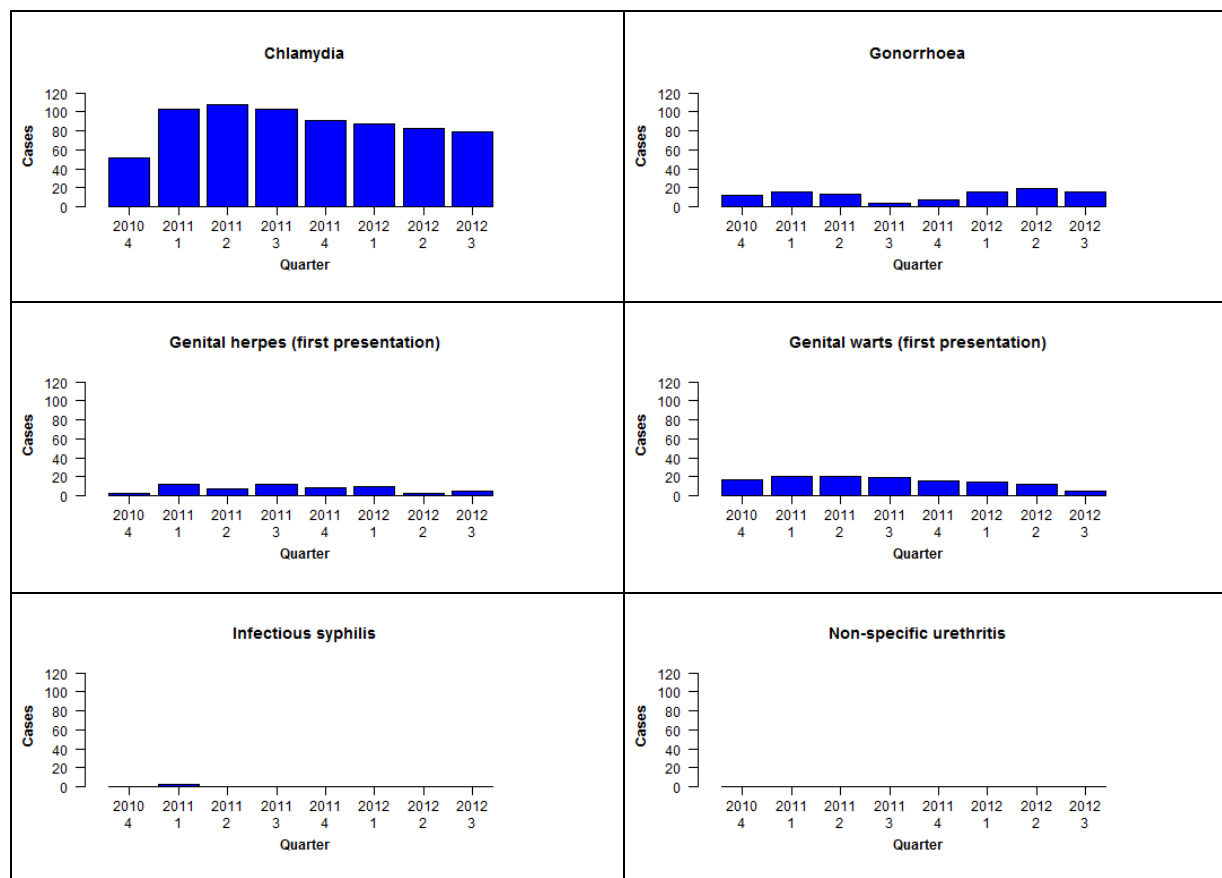 Chlamydia
120
100
80
60
40
20
0
Cases
2010 2011 2011 2011 2011 2012 2012 2012
4 1 2 3 4 1 2 3
Quarter
Gonorrhoea
120
100
80
60
40
20
0
Cases
2010 2011 2011 2011 2011 2012 2012 2012
4 1 2 3 4 1 2 3
Quarter
Genital herpes (first presentation)
120
100
80
60
40
20
0
Cases
2010 2011 2011 2011 2011 2012 2012 2012
4 1 2 3 4 1 2 3
Quarter
Genital warts (first presentation)
120
100
80
60
40
20
0
Cases
2010 2011 2011 2011 2011 2012 2012 2012
4 1 2 3 4 1 2 3
Quarter
Infectious syphilis
120
100
80
60
40
20
0
Cases
2010 2011 2011 2011 2011 2012 2012 2012
4 1 2 3 4 1 2 3
Quarter
Non-specific urethritis
120
100
80
60
40
20
0
Cases
2010 2011 2011 2011 2011 2012 2012 2012
4 1 2 3 4 1 2 3
Quarter